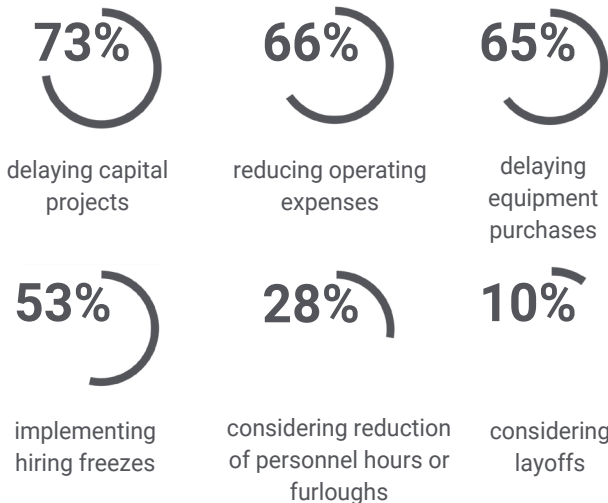 73%
delaying capital
projects
66%
reducing operating
expenses
65%
delaying
equipment
purchases
53%
implementing
hiring freezes
28%
considering reduction
of personnel hours or
furloughs
10%
considering
layoffs